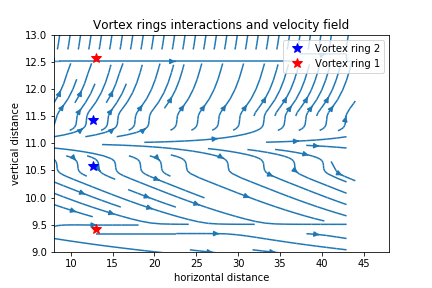 Vortex rings interactions and velocity field
Vortex ring 2
Vortex ring 1
vertical distance
13.0
12.5
12.0
11.5
11.0
10.5
10.0
9.5
9.0
10 15 20 25 30 35 40 45
horizontal distance